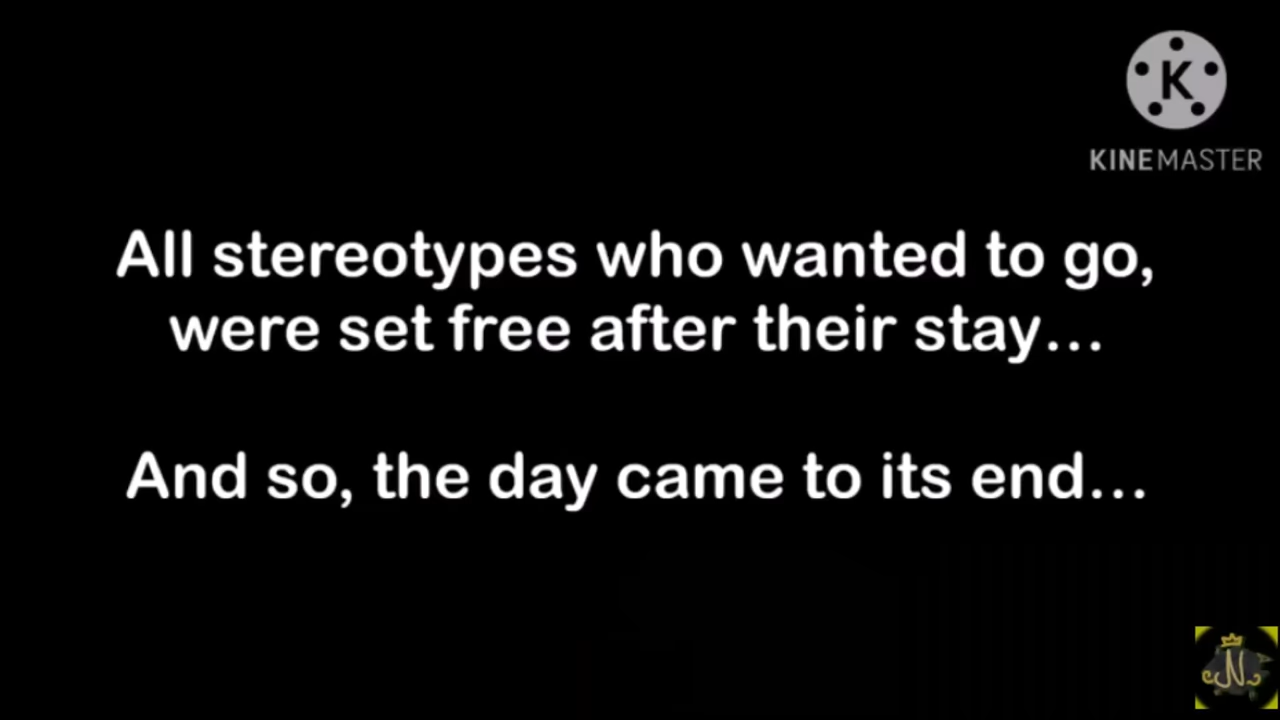 K
KINEMASTER
All stereotypes who wanted to go,
were set free after their stay...
And so, the day came to its end...
N